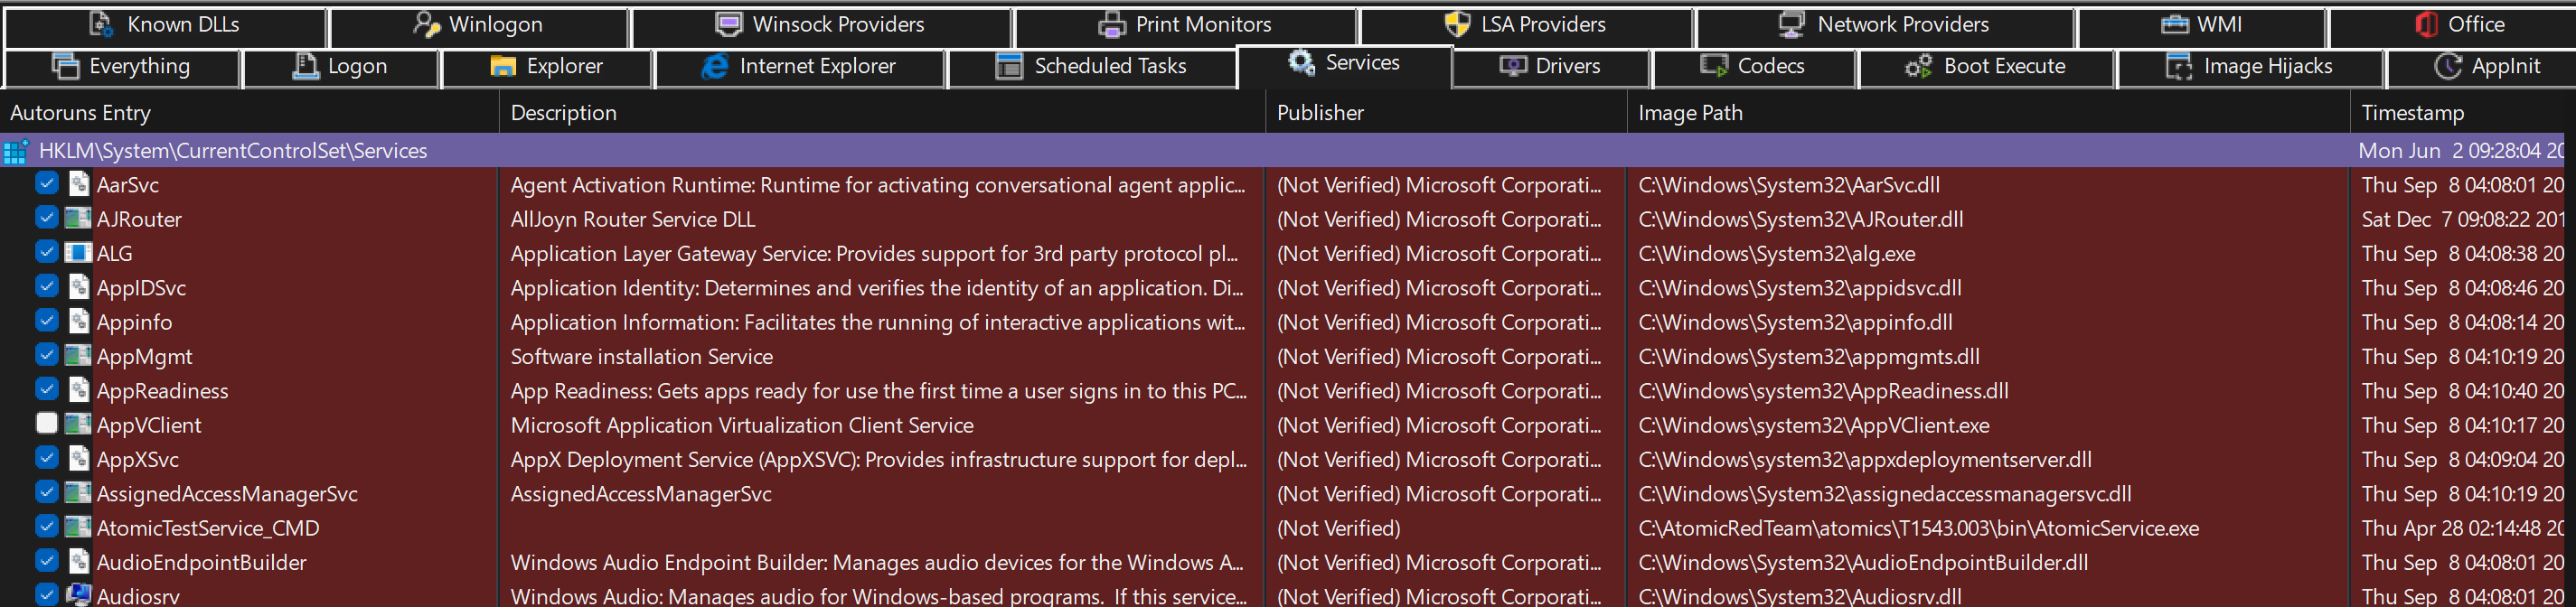 Known DLLs Winlogon Winsock Providers Print Monitors LSA Providers Network Providers WMI Office
Everything Logon Explorer Internet Explorer Scheduled Tasks Services Drivers Codecs Boot Execute Image Hijacks AppInit
Autoruns Entry Description Publisher Image Path Timestamp
HKLM\System\CurrentControlSet\Services Mon Jun 2 09:28:04 20
AarSvc Agent Activation Runtime: Runtime for activating conversational agent applic... (Not Verified) Microsoft Corporati... C:\Windows\System32\AarSvc.dll Thu Sep 8 04:08:01 20
AJRouter AllJoyn Router Service DLL (Not Verified) Microsoft Corporati... C:\Windows\System32\AJRouter.dll Sat Dec 7 09:08:22 201
ALG Application Layer Gateway Service: Provides support for 3rd party protocol pl... (Not Verified) Microsoft Corporati... C:\Windows\System32\alg.exe Thu Sep 8 04:08:38 20
AppIDSvc Application Identity: Determines and verifies the identity of an application. Di... (Not Verified) Microsoft Corporati... C:\Windows\System32\appidsvc.dll Thu Sep 8 04:08:46 20
Appinfo Application Information: Facilitates the running of interactive applications wit... (Not Verified) Microsoft Corporati... C:\Windows\System32\appinfo.dll Thu Sep 8 04:08:14 20
AppMgmt Software installation Service (Not Verified) Microsoft Corporati... C:\Windows\System32\appmgmts.dll Thu Sep 8 04:10:19 20
AppReadiness App Readiness: Gets apps ready for use the first time a user signs in to this PC... (Not Verified) Microsoft Corporati... C:\Windows\system32\AppReadiness.dll Thu Sep 8 04:10:40 20
AppVClient Microsoft Application Virtualization Client Service (Not Verified) Microsoft Corporati... C:\Windows\system32\AppVClient.exe Thu Sep 8 04:10:17 20
AppXSvc AppX Deployment Service (AppXSVC): Provides infrastructure support for depl... (Not Verified) Microsoft Corporati... C:\Windows\system32\appxdeploymentserver.dll Thu Sep 8 04:09:04 20
AssignedAccessManagerSvc AssignedAccessManagerSvc (Not Verified) Microsoft Corporati... C:\Windows\System32\assignedaccessmanagersvc.dll Thu Sep 8 04:10:19 20
AtomicTestService_CMD (Not Verified) C:\AtomicRedTeam\atomics\T1543.003\bin\AtomicService.exe Thu Apr 28 02:14:48 20
AudioEndpointBuilder Windows Audio Endpoint Builder: Manages audio devices for the Windows A... (Not Verified) Microsoft Corporati... C:\Windows\System32\AudioEndpointBuilder.dll Thu Sep 8 04:08:01 20
Audiosrv Windows Audio: Manages audio for Windows-based programs. If this service... (Not Verified) Microsoft Corporati... C:\Windows\System32\Audiosrv.dll Thu Sep 8 04:08:01 20